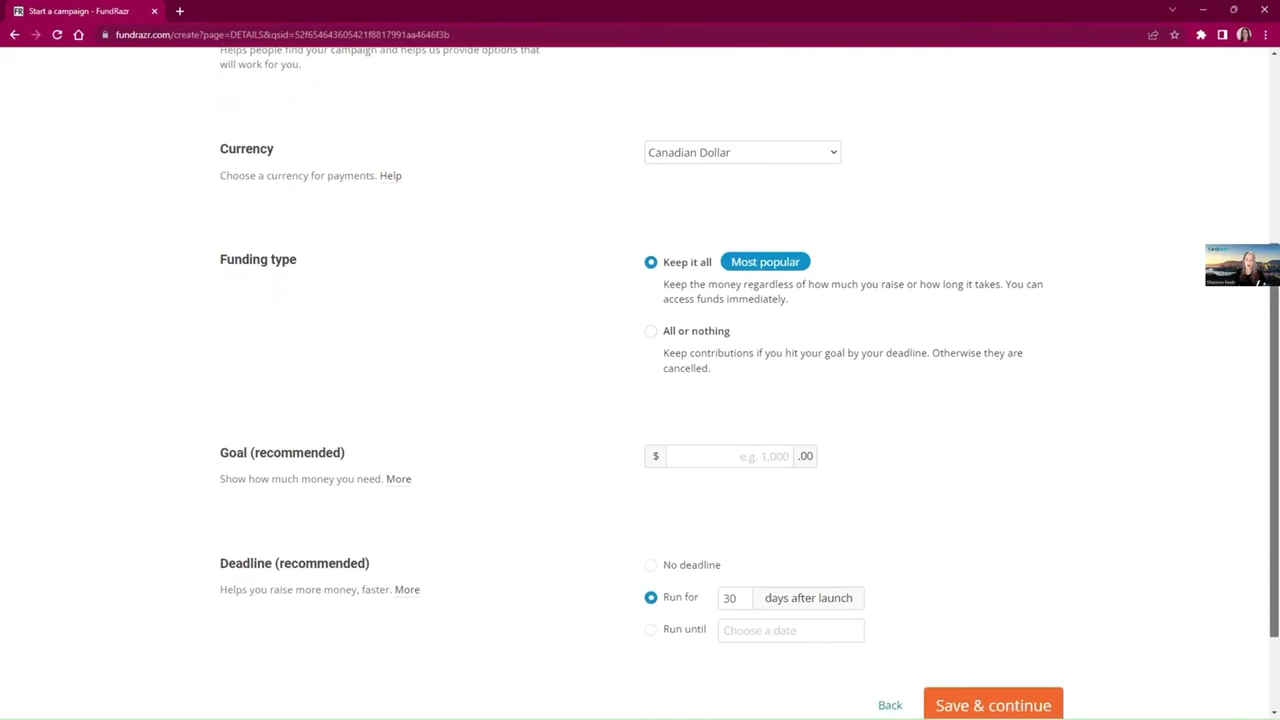 FR Start a campaign - FundRazr
fundrazr.com/create?page=DETAILS&qsid=52f654643605421f8817991aa4646f3b
Helps people find your campaign and helps us provide options that
will work for you.
Currency
Canadian Dollar
Choose a currency for payments. Help
Funding type
Keep it all Most popular
Keep the money regardless of how much you raise or how long it takes. You can
access funds immediately.
All or nothing
Keep contributions if you hit your goal by your deadline. Otherwise they are
cancelled.
Goal (recommended)
$ e.g. 1,000 .00
Show how much money you need. More
Deadline (recommended)
No deadline
Helps you raise more money, faster. More
Run for 30 days after launch
Run until Choose a date
Back Save & continue